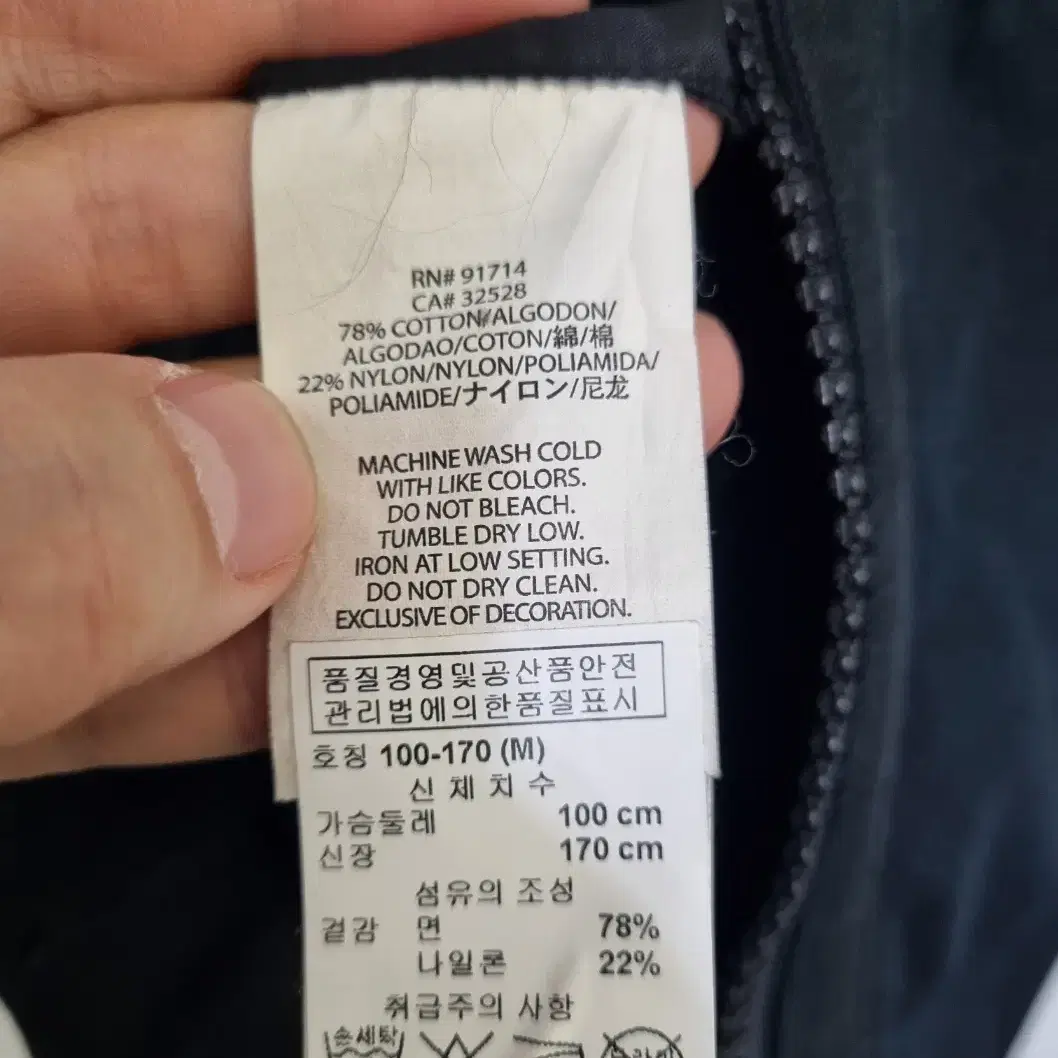 RN# 91714
CA# 32528
78% COTTON/ALGODON/
ALGODAO/COTON/綿/棉
22% NYLON/NYLON/POLIAMIDA/
POLIAMIDE/ナイロン/尼龙
MACHINE WASH COLD
WITH LIKE COLORS.
DO NOT BLEACH.
TUMBLE DRY LOW.
IRON AT LOW SETTING.
DO NOT DRY CLEAN.
EXCLUSIVE OF DECORATION.
품질경영및공산품안전
관리법에의한품질표시
호칭 100-170 (M)
신체치수
가슴둘레 100 cm
신장 170 cm
섬유의 조성
겉감 면 78%
나일론 22%
취급주의 사항
손세탁